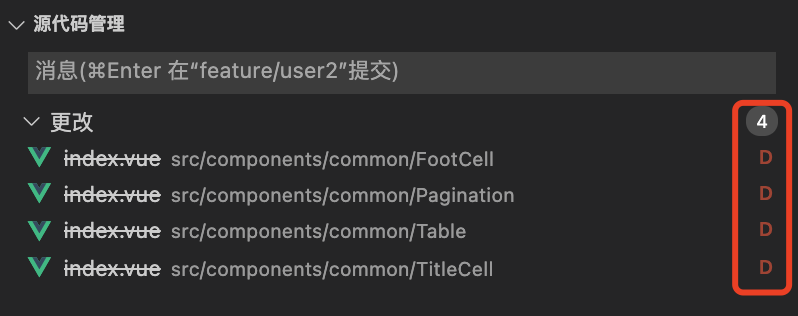 源代码管理
消息(⌘Enter 在“feature/user2”提交)
更改 4
index.vue src/components/common/FootCell D
index.vue src/components/common/Pagination D
index.vue src/components/common/Table D
index.vue src/components/common/TitleCell D